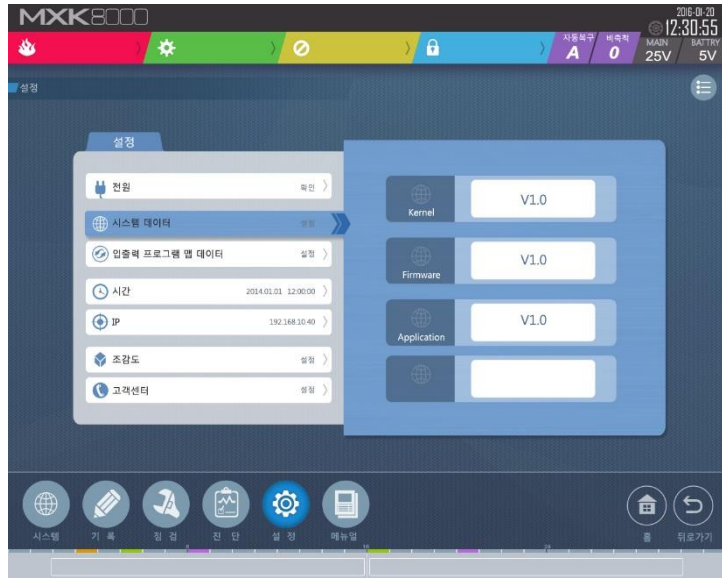 MXK8000
2016-01-20
12:30:55
자동복구
A
비축적
0
MAIN
25V
BATTRY
5V
설정
설정
전원 확인
시스템 데이터 설정
입출력 프로그램 맵 데이터 설정
시간 2014.01.01 12:00:00
IP 192.168.10.40
조감도 설정
고객센터 설정
Kernel V1.0
Firmware V1.0
Application V1.0
시스템 기 록 점 검 진 단 설 정 메뉴얼 홈 뒤로가기